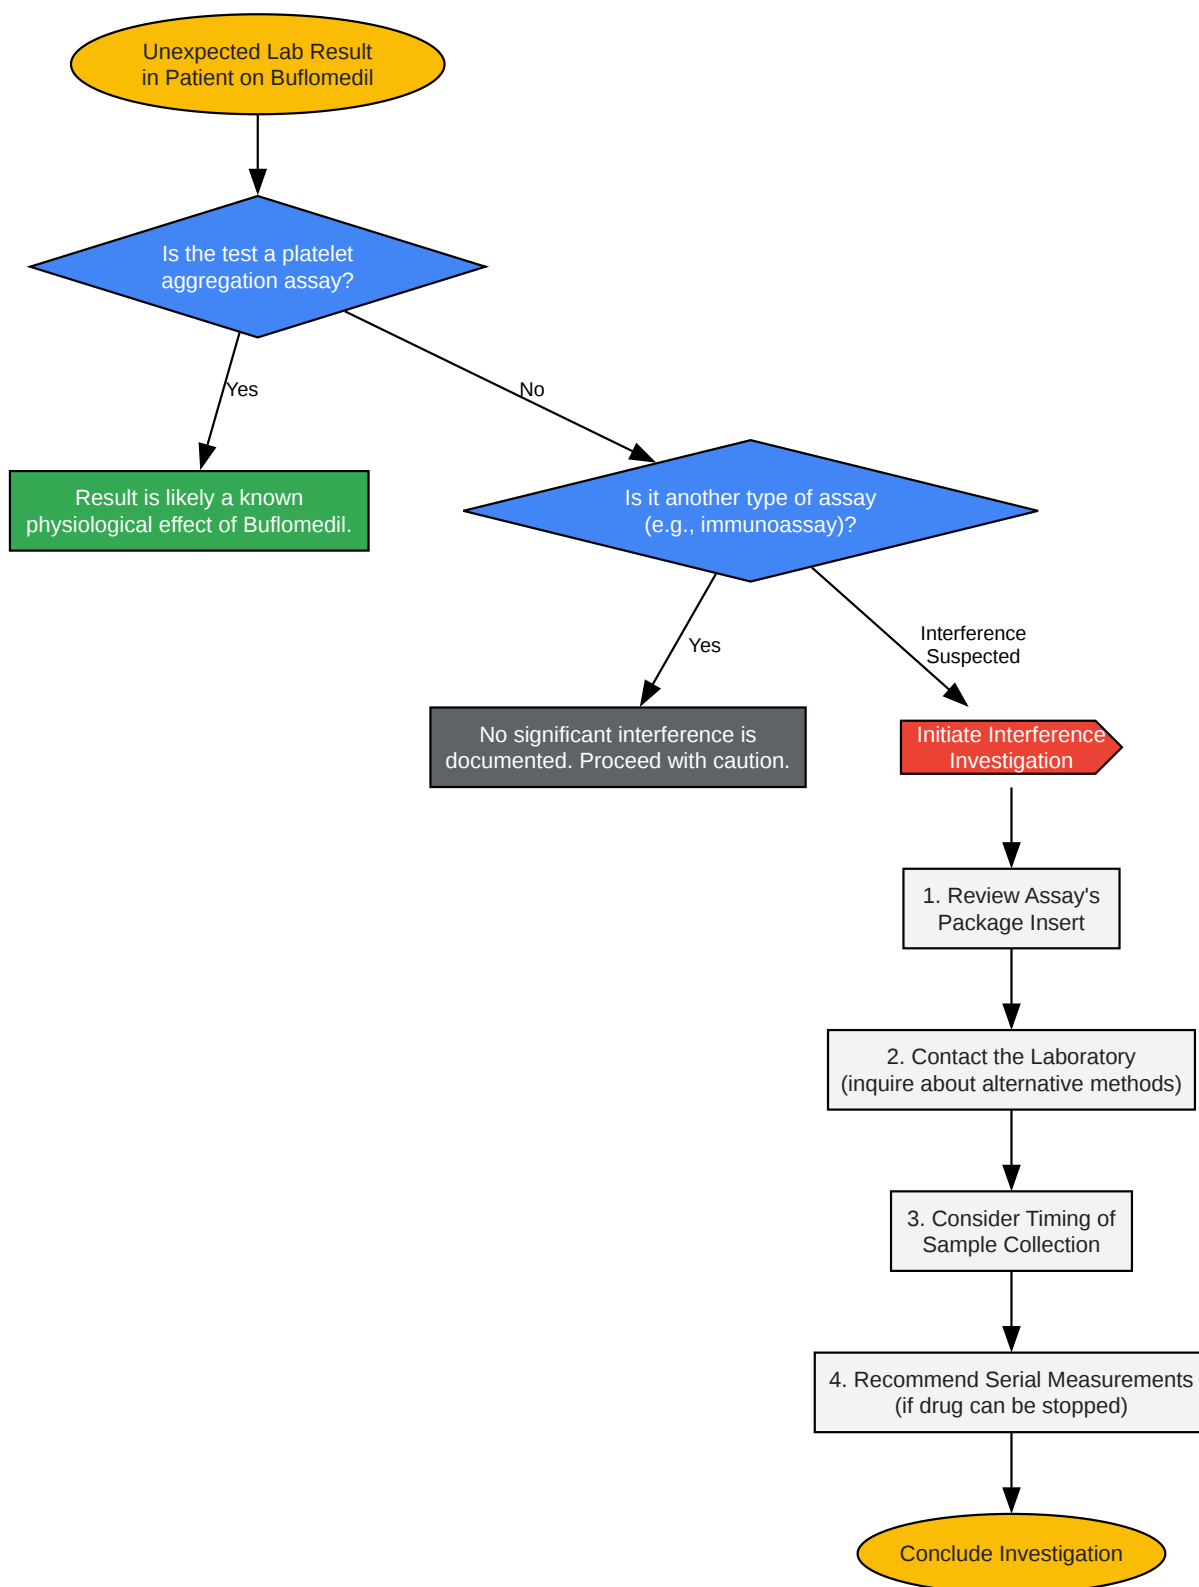 Unexpected Lab Result
in Patient on Buflomedil
Is the test a platelet
aggregation assay?
Yes
No
Result is likely a known
physiological effect of Buflomedil.
Is it another type of assay
(e.g., immunoassay)?
Yes
Interference
Suspected
No significant interference is
documented. Proceed with caution.
Initiate Interference
Investigation
1. Review Assay's
Package Insert
2. Contact the Laboratory
(inquire about alternative methods)
3. Consider Timing of
Sample Collection
4. Recommend Serial Measurements
(if drug can be stopped)
Conclude Investigation